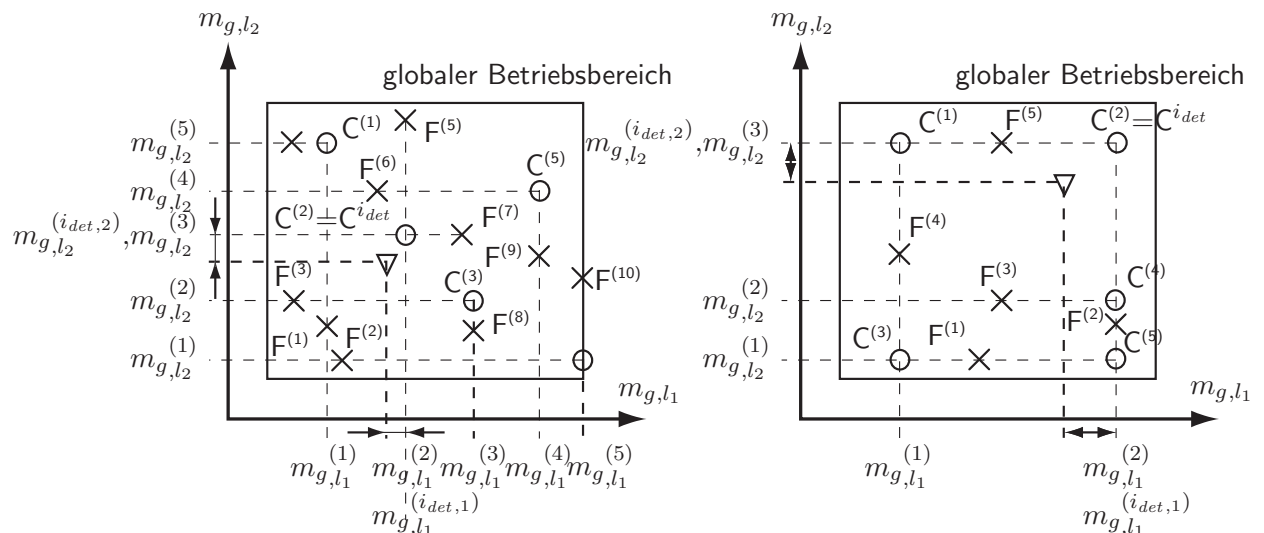 m_{g,l_2}
globaler Betriebsbereich
m_{g,l_2}^{(5)}
C^{(1)}
F^{(5)}
m_{g,l_2}^{(4)}
F^{(6)}
C^{(5)}
m_{g,l_2}^{(i_{det,2})},m_{g,l_2}^{(3)}
C^{(2)}=C^{i_{det}}
F^{(7)}
F^{(9)}
F^{(3)}
C^{(3)}
F^{(10)}
m_{g,l_2}^{(2)}
F^{(1)}
F^{(2)}
F^{(8)}
m_{g,l_2}^{(1)}
m_{g,l_1}
m_{g,l_1}^{(1)} m_{g,l_1}^{(2)} m_{g,l_1}^{(3)} m_{g,l_1}^{(4)} m_{g,l_1}^{(5)}
m_{g,l_1}^{(i_{det,1})}
m_{g,l_2}
globaler Betriebsbereich
m_{g,l_2}^{(i_{det,2})},m_{g,l_2}^{(3)}
C^{(1)}
F^{(5)}
C^{(2)}=C^{i_{det}}
F^{(4)}
F^{(3)}
C^{(4)}
m_{g,l_2}^{(2)}
F^{(2)}
C^{(3)}
F^{(1)}
C^{(5)}
m_{g,l_2}^{(1)}
m_{g,l_1}
m_{g,l_1}^{(1)} m_{g,l_1}^{(2)}
m_{g,l_1}^{(i_{det,1})}